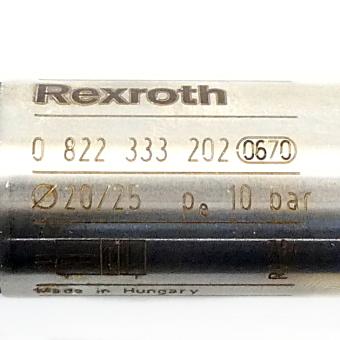 Rexroth
0 822 333 202 0670
Ø20/25 pe 10 bar
Made in Hungary